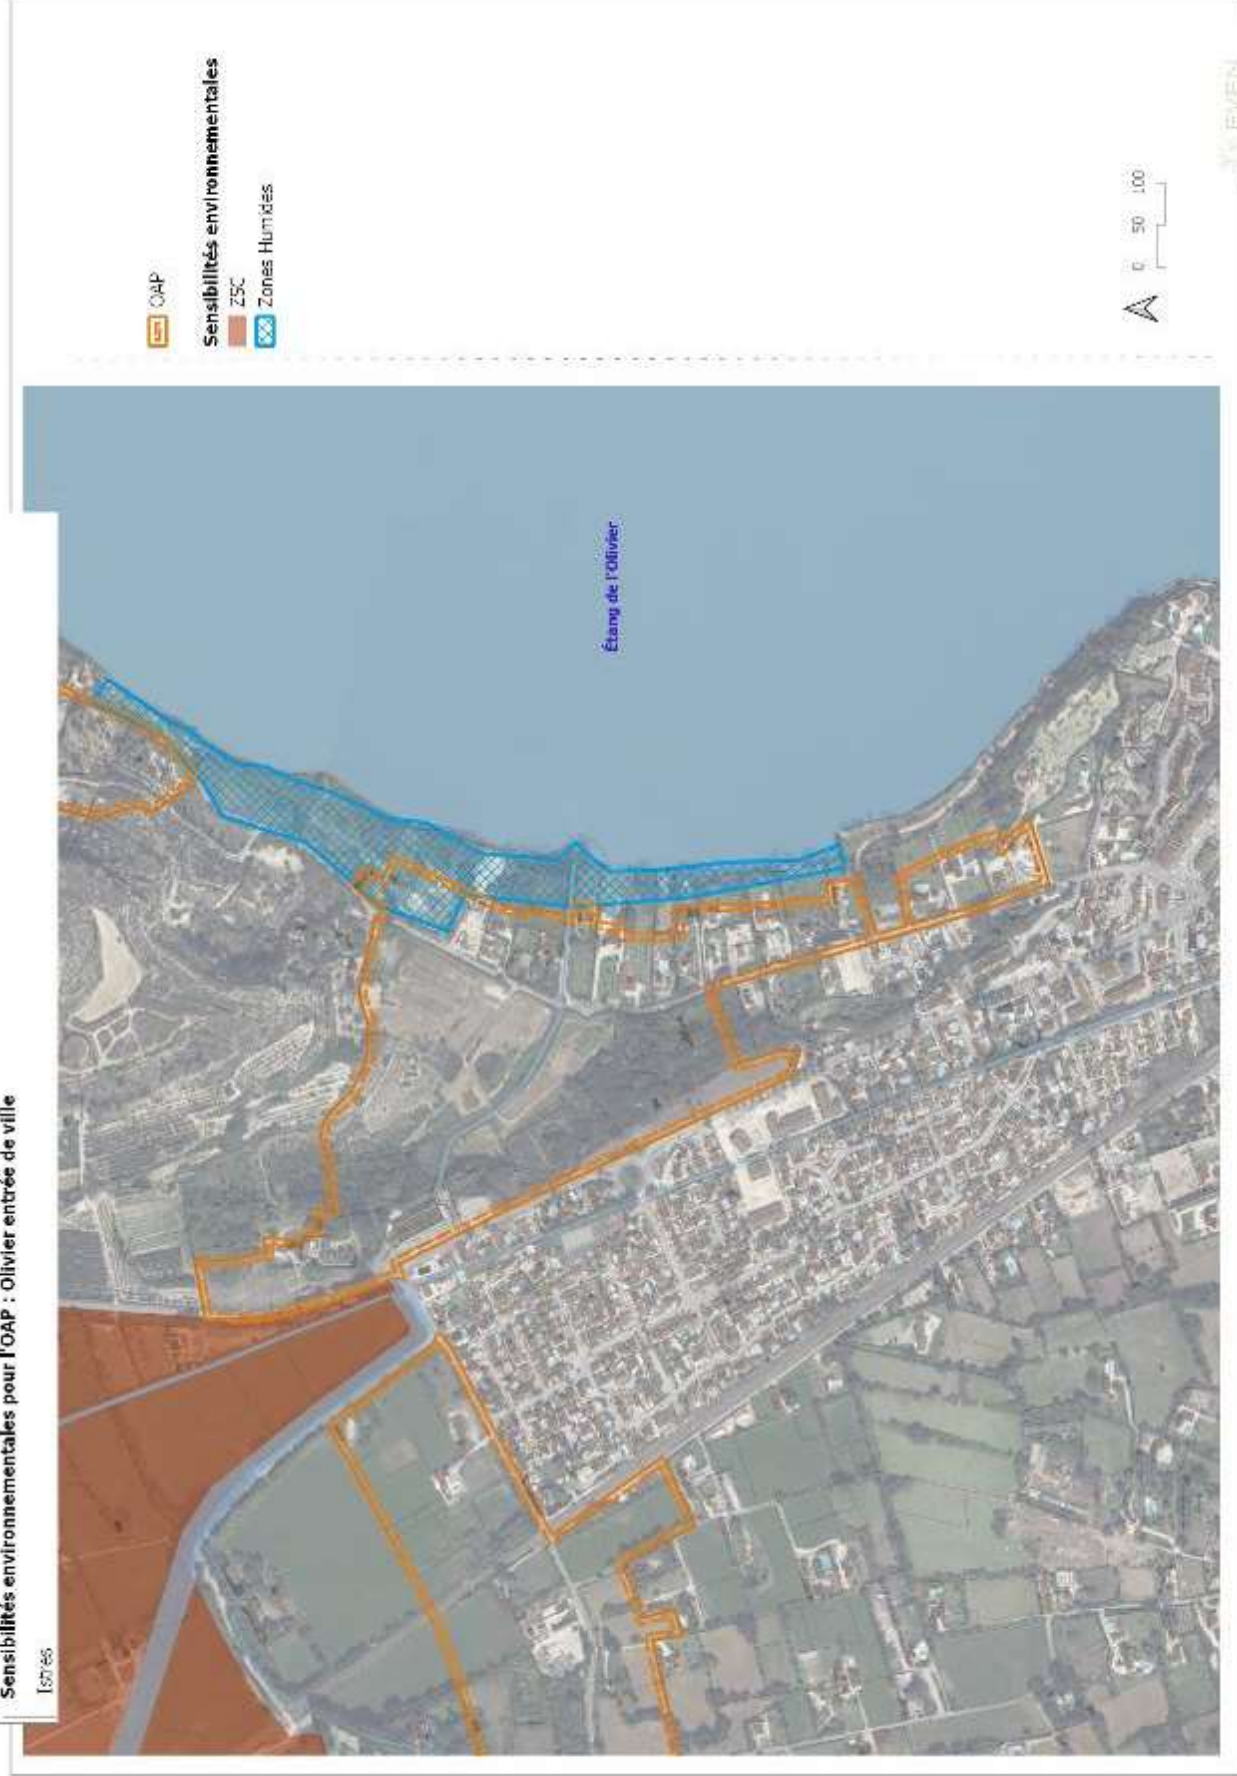 Sensibilités environnementales pour l'OAP : Olivier entrée de ville
Istres
OAP
Sensibilités environnementales
ZSC
Zones Humides
Étang de l'Olivier
0 50 100
EVEN